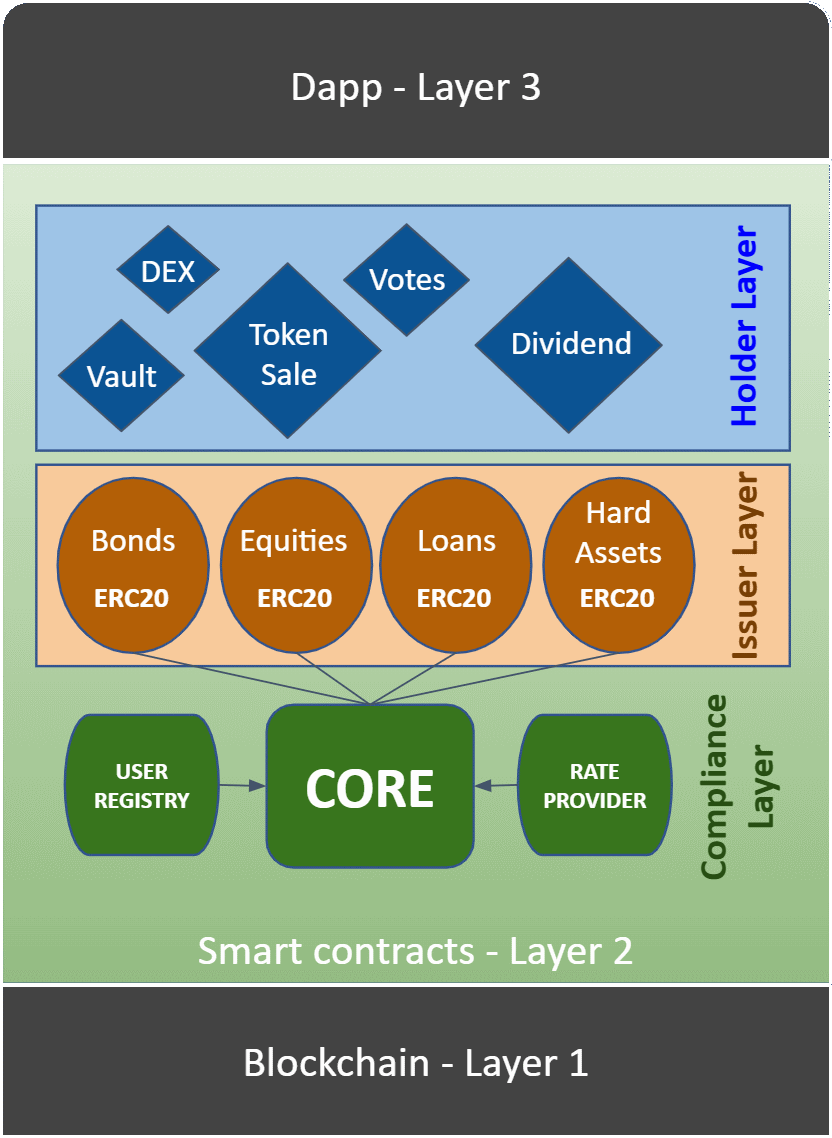 Dapp - Layer 3
DEX
Votes
Token
Sale
Vault
Dividend
Holder Layer
Bonds
ERC20
Equities
ERC20
Loans
ERC20
Hard
Assets
ERC20
Issuer Layer
USER
REGISTRY
CORE
RATE
PROVIDER
Compliance
Layer
Smart contracts - Layer 2
Blockchain - Layer 1